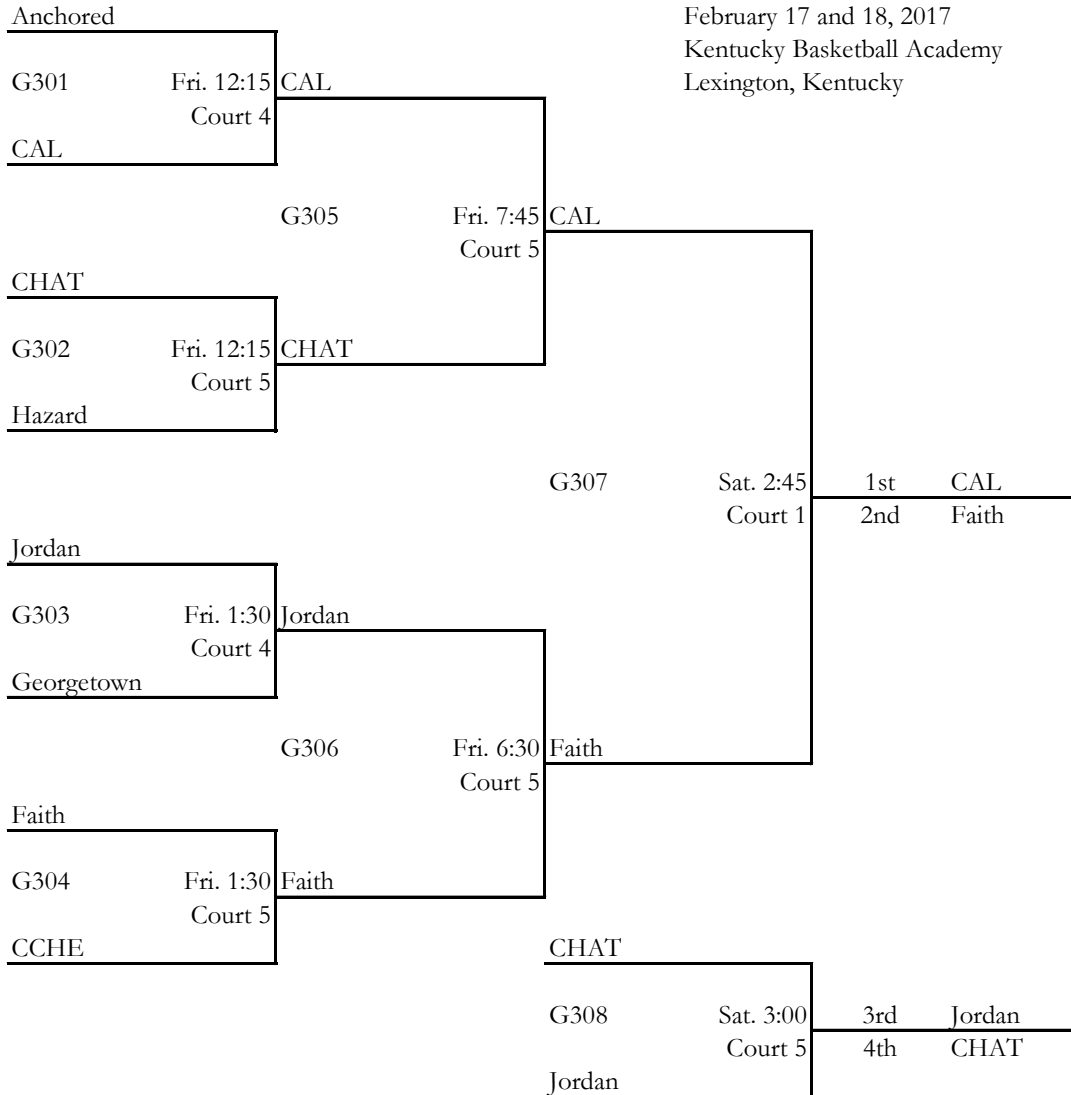 Anchored
February 17 and 18, 2017
Kentucky Basketball Academy
Lexington, Kentucky
G301 Fri. 12:15 CAL
Court 4
CAL
G305 Fri. 7:45 CAL
Court 5
CHAT
G302 Fri. 12:15 CHAT
Court 5
Hazard
G307 Sat. 2:45 1st CAL
Court 1 2nd Faith
Jordan
G303 Fri. 1:30 Jordan
Court 4
Georgetown
G306 Fri. 6:30 Faith
Court 5
Faith
G304 Fri. 1:30 Faith
Court 5
CCHE CHAT
G308 Sat. 3:00 3rd Jordan
Court 5 4th CHAT
Jordan